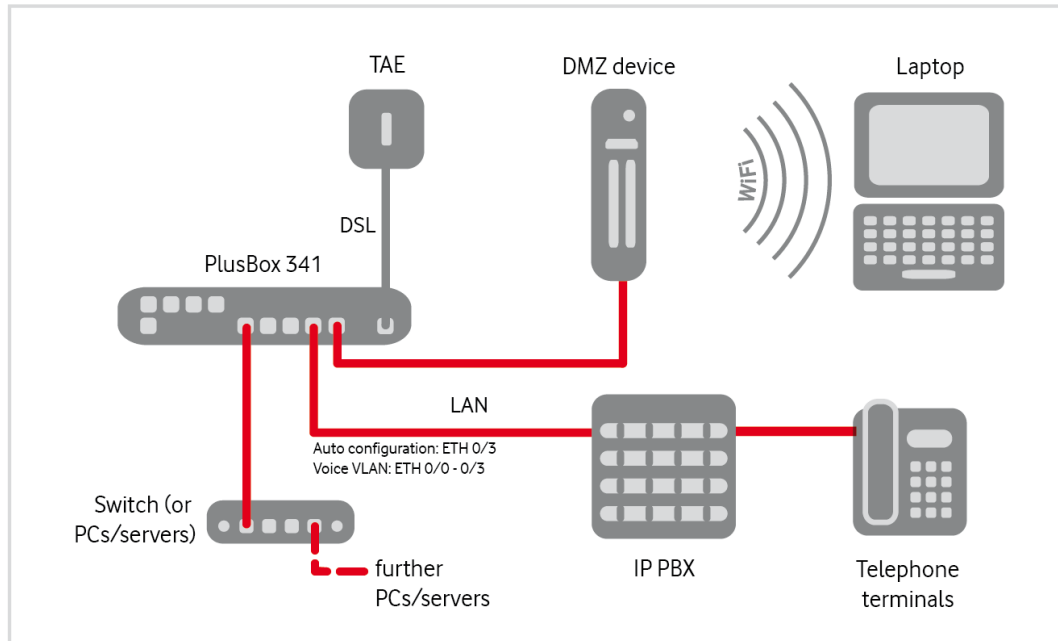 TAE
DMZ device
Laptop
WiFi
DSL
PlusBox 341
LAN
Auto configuration: ETH 0/3
Voice VLAN: ETH 0/0 - 0/3
Switch (or
PCs/servers)
further
PCs/servers
IP PBX
Telephone
terminals